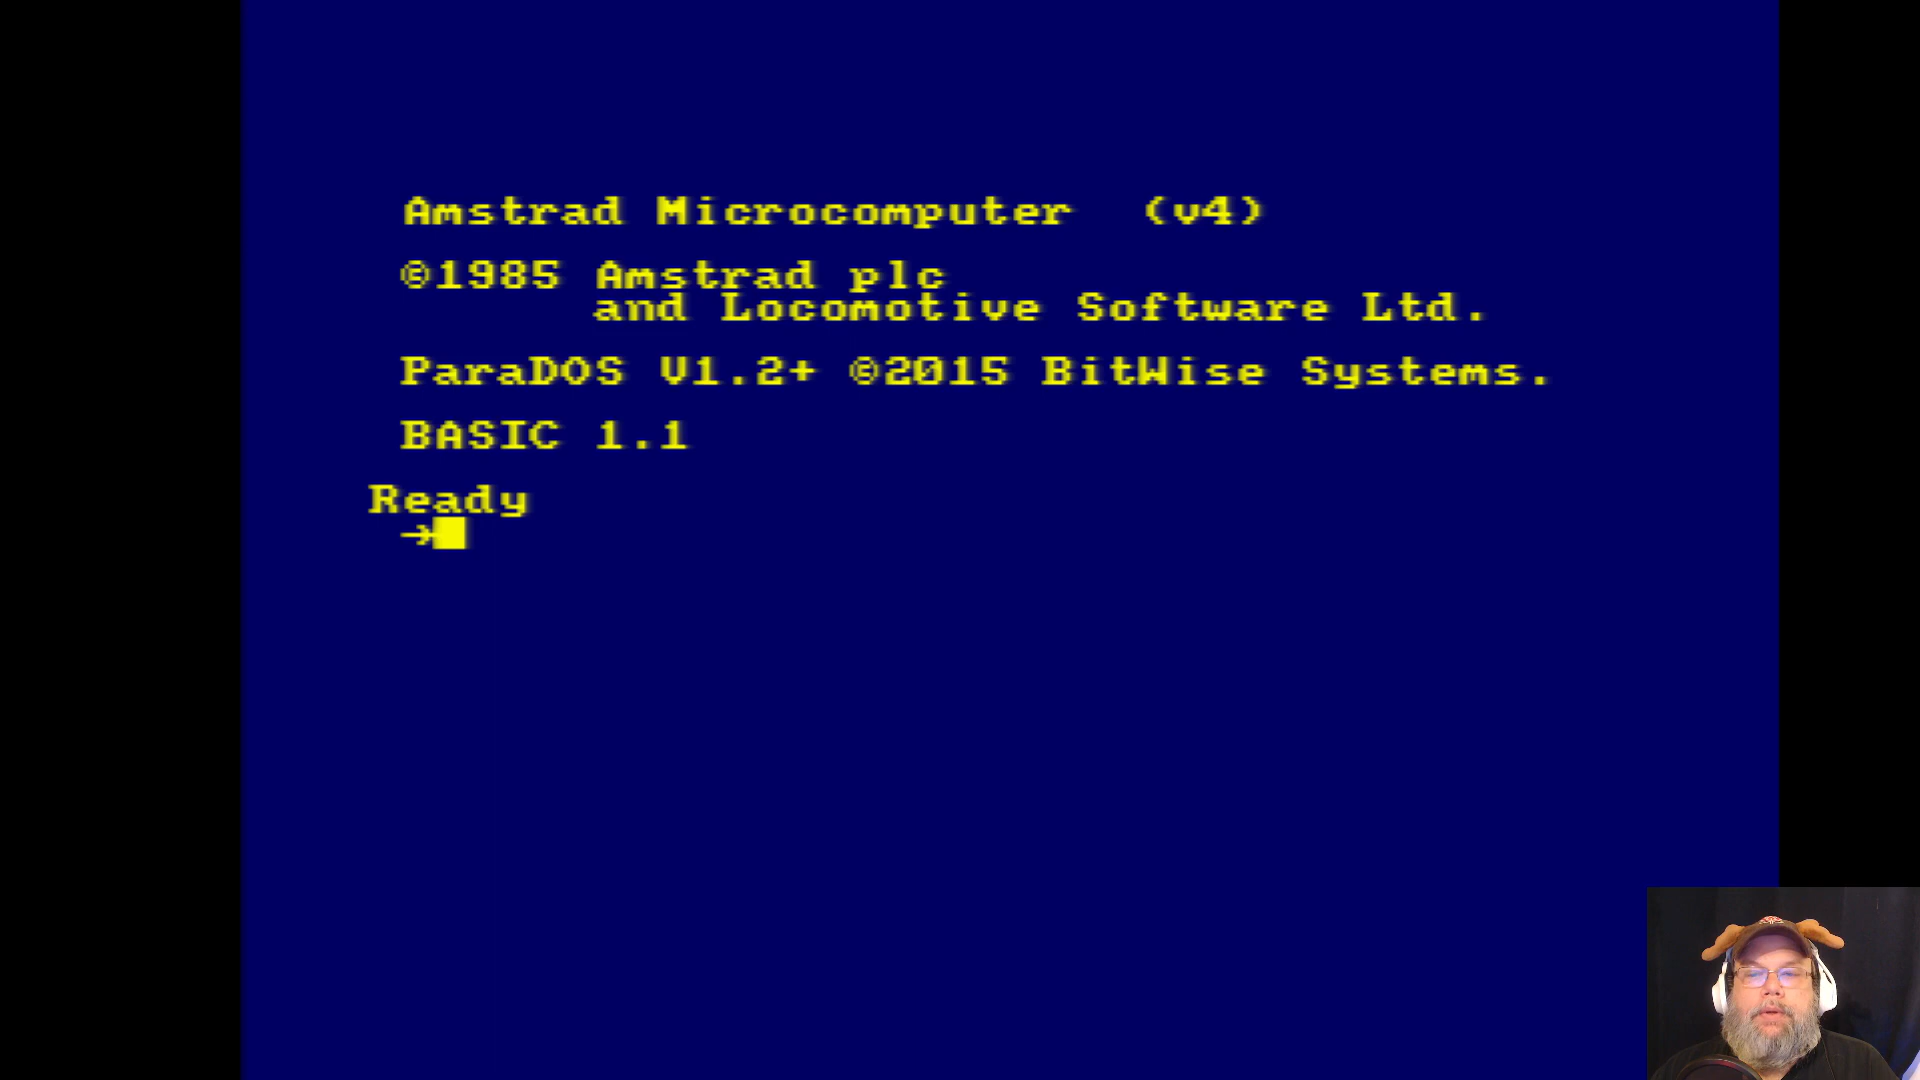 Amstrad Microcomputer (v4)
©1985 Amstrad plc
and Locomotive Software Ltd.
ParaDOS V1.2+ ©2015 BitWise Systems.
BASIC 1.1
Ready
→